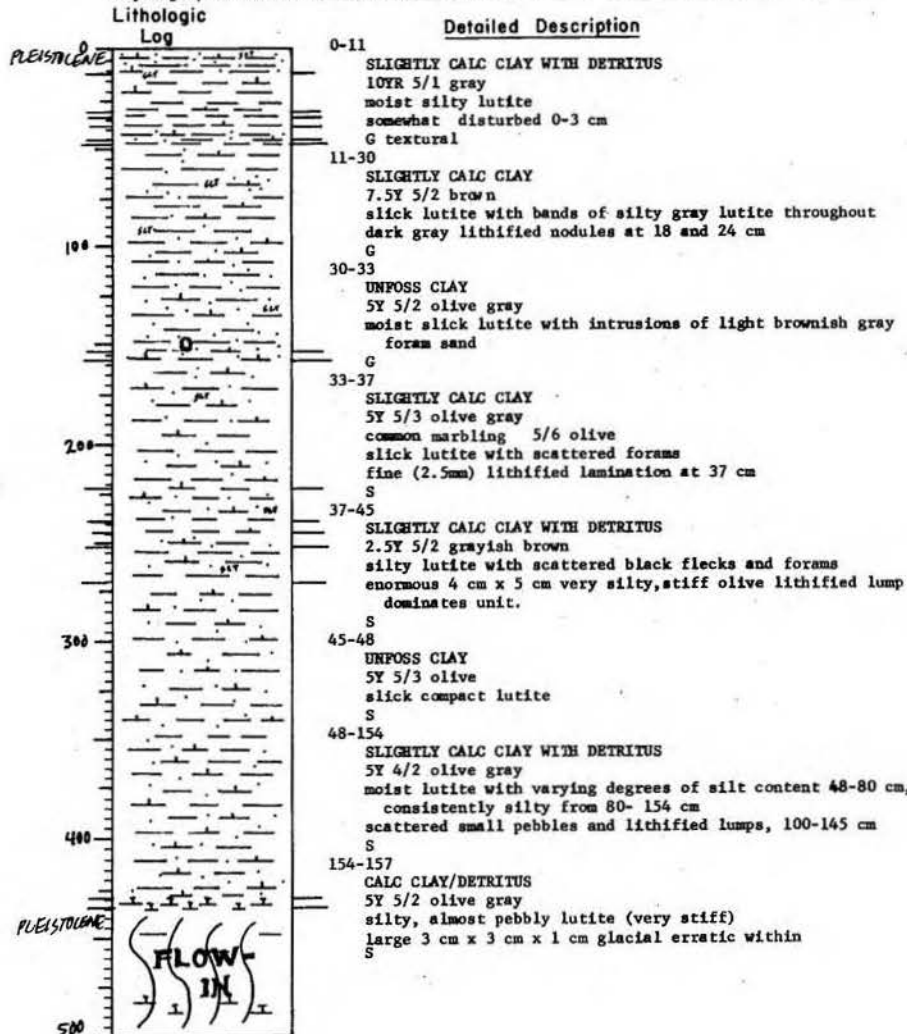 Lithologic
Log
Detailed Description
PLEISTOLENE
0
100
200
300
400
500
SLT
SLT
SLT
SLT
SLT
SLT
SLT
SLT
O
PLEISTOLENE
FLOW-
IN
0-11
SLIGHTLY CALC CLAY WITH DETRITUS
10YR 5/1 gray
moist silty lutite
somewhat disturbed 0-3 cm
G textural
11-30
SLIGHTLY CALC CLAY
7.5Y 5/2 brown
slick lutite with bands of silty gray lutite throughout
dark gray lithified nodules at 18 and 24 cm
G
30-33
UNFOSS CLAY
5Y 5/2 olive gray
moist slick lutite with intrusions of light brownish gray
foram sand
G
33-37
SLIGHTLY CALC CLAY
5Y 5/3 olive gray
common marbling 5/6 olive
slick lutite with scattered forams
fine (2.5mm) lithified lamination at 37 cm
S
37-45
SLIGHTLY CALC CLAY WITH DETRITUS
2.5Y 5/2 grayish brown
silty lutite with scattered black flecks and forams
enormous 4 cm x 5 cm very silty,stiff olive lithified lump
dominates unit.
S
45-48
UNFOSS CLAY
5Y 5/3 olive
slick compact lutite
S
48-154
SLIGHTLY CALC CLAY WITH DETRITUS
5Y 4/2 olive gray
moist lutite with varying degrees of silt content 48-80 cm,
consistently silty from 80- 154 cm
scattered small pebbles and lithified lumps, 100-145 cm
S
154-157
CALC CLAY/DETRITUS
5Y 5/2 olive gray
silty, almost pebbly lutite (very stiff)
large 3 cm x 3 cm x 1 cm glacial erratic within
S